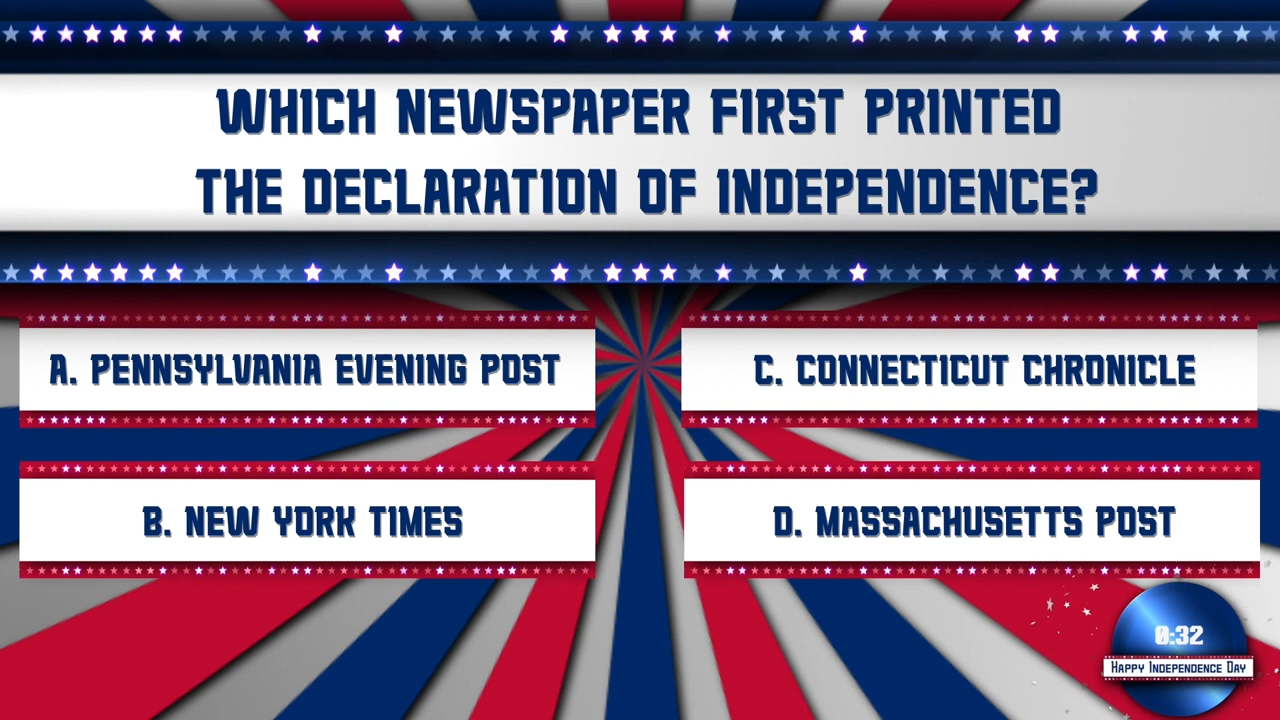 WHICH NEWSPAPER FIRST PRINTED
THE DECLARATION OF INDEPENDENCE?
A. PENNSYLVANIA EVENING POST
C. CONNECTICUT CHRONICLE
B. NEW YORK TIMES
D. MASSACHUSETTS POST
0:32
HAPPY INDEPENDENCE DAY